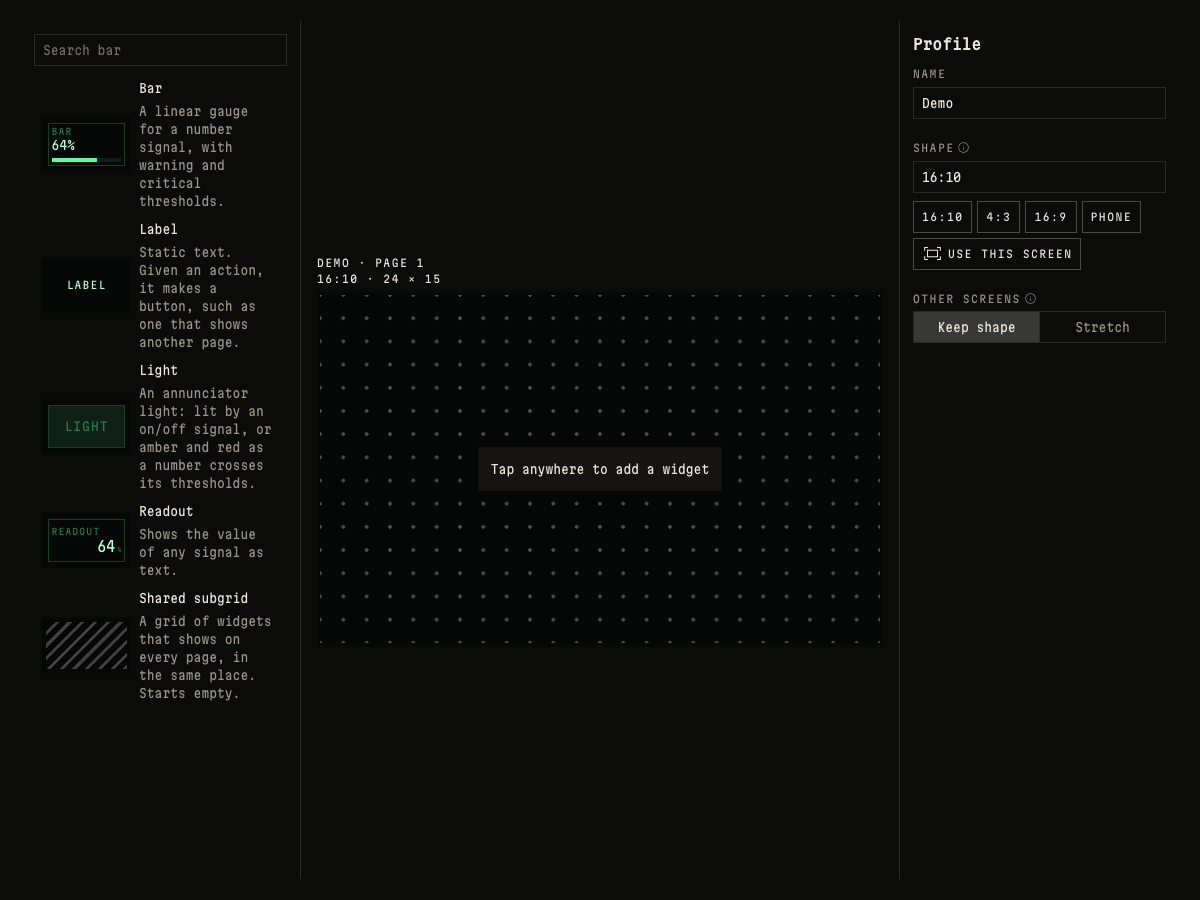 Search bar
BAR
64%
Bar
A linear gauge
for a number
signal, with
warning and
critical
thresholds.
LABEL
Label
Static text.
Given an action,
it makes a
button, such as
one that shows
another page.
LIGHT
Light
An annunciator
light: lit by an
on/off signal, or
amber and red as
a number crosses
its thresholds.
READOUT
64%
Readout
Shows the value
of any signal as
text.
Shared subgrid
A grid of widgets
that shows on
every page, in
the same place.
Starts empty.
DEMO · PAGE 1
16:10 · 24 × 15
Tap anywhere to add a widget
Profile
NAME
Demo
SHAPE
16:10
16:10 4:3 16:9 PHONE
USE THIS SCREEN
OTHER SCREENS
Keep shape Stretch